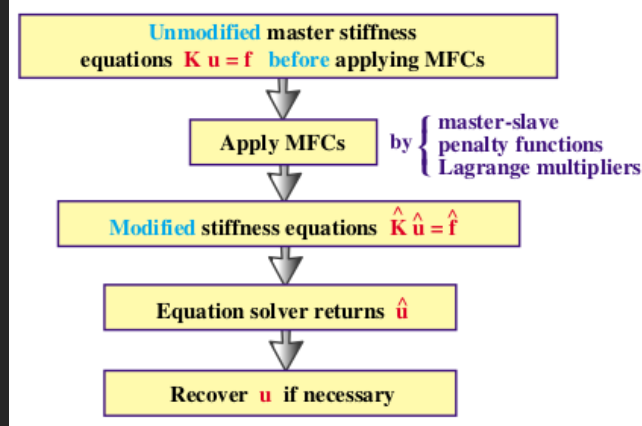 Unmodified master stiffness
equations K u = f before applying MFCs
Apply MFCs
by { master-slave
penalty functions
Lagrange multipliers
Modified stiffness equations K̂ û = f̂
Equation solver returns û
Recover u if necessary